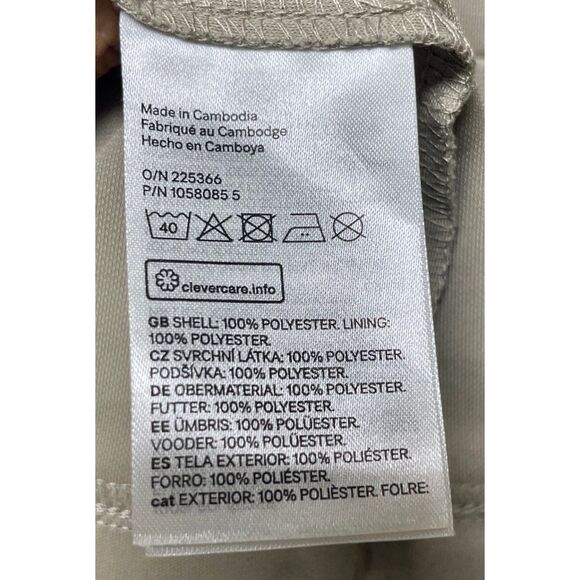 Made in Cambodia
Fabriqué au Cambodge
Hecho en Camboya
O/N 225366
P/N 1058085 5
40
clevercare.info
GB SHELL: 100% POLYESTER. LINING:
100% POLYESTER.
CZ SVRCHNÍ LÁTKA: 100% POLYESTER.
PODŠÍVKA: 100% POLYESTER.
DE OBERMATERIAL: 100% POLYESTER.
FUTTER: 100% POLYESTER.
EE ÜMBRIS: 100% POLÜESTER.
VOODER: 100% POLÜESTER.
ES TELA EXTERIOR: 100% POLIÉSTER.
FORRO: 100% POLIÉSTER.
cat EXTERIOR: 100% POLIÈSTER. FOLRE: